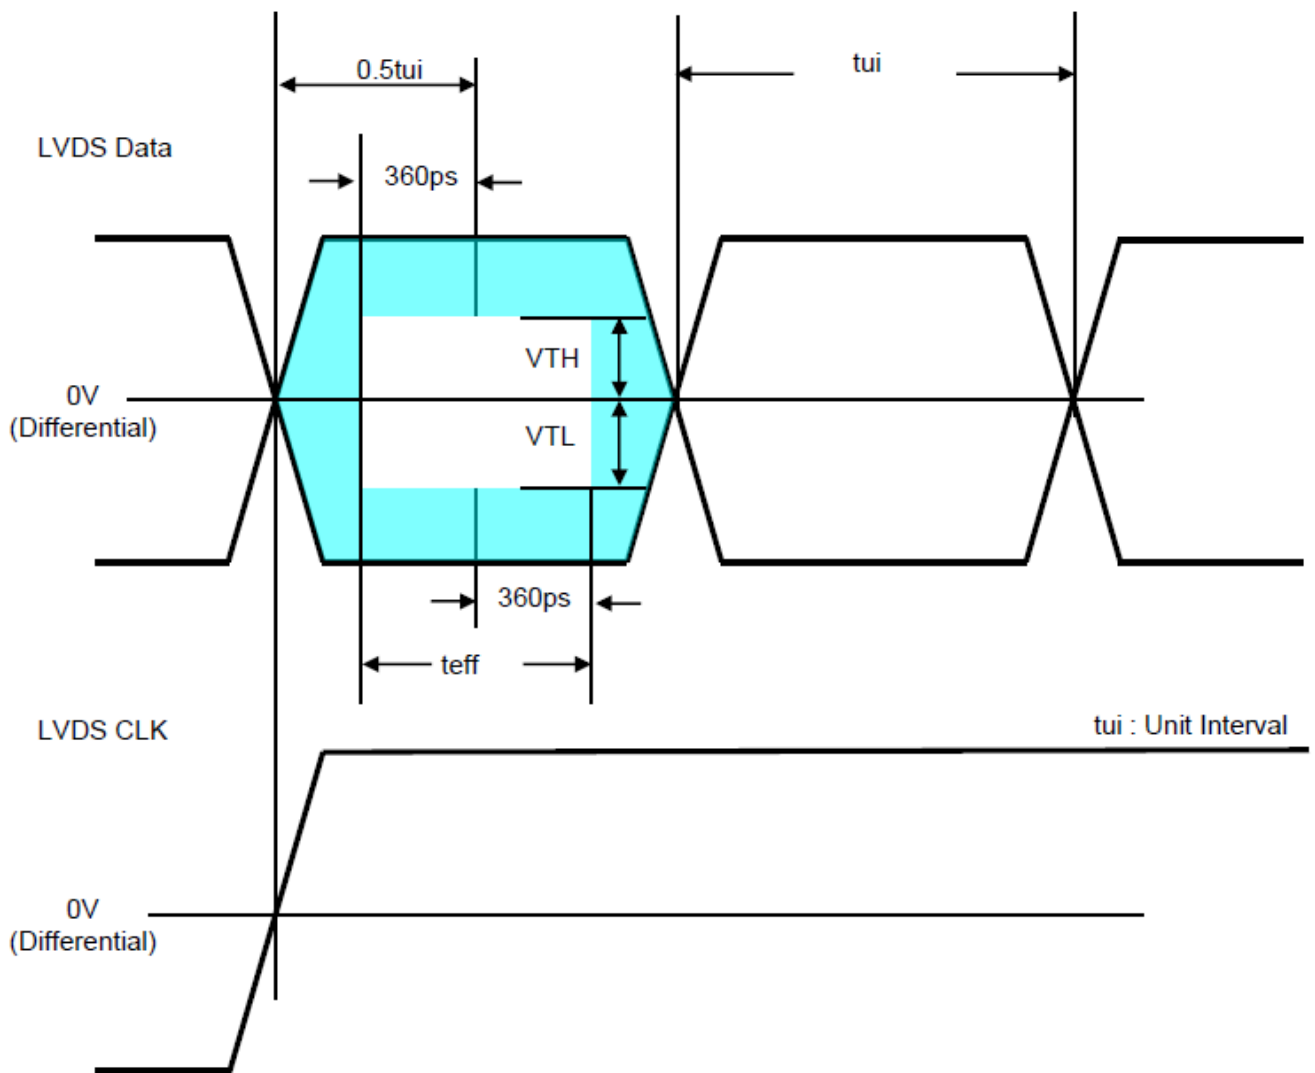 0.5tui
tui
LVDS Data
360ps
VTH
0V
(Differential)
VTL
360ps
teff
LVDS CLK
tui : Unit Interval
0V
(Differential)